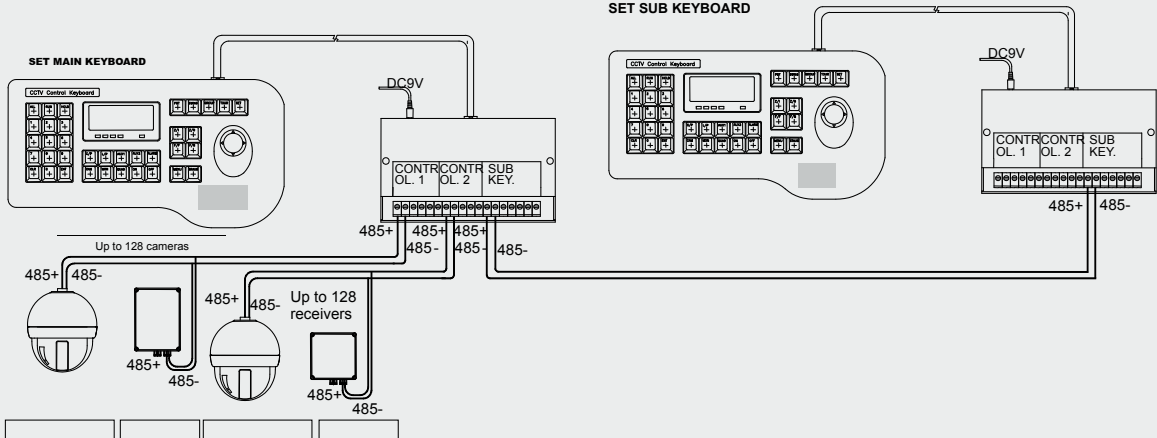 SET SUB KEYBOARD
SET MAIN KEYBOARD
CCTV Control Keyboard
DC9V
CONTR
OL. 1
CONTR
OL. 2
SUB
KEY.
485+
485-
485+
485-
485+
485-
CCTV Control Keyboard
DC9V
CONTR
OL. 1
CONTR
OL. 2
SUB
KEY.
485+
485-
Up to 128 cameras
485+
485-
485+
485-
485+
485-
Up to 128
receivers
485+
485-